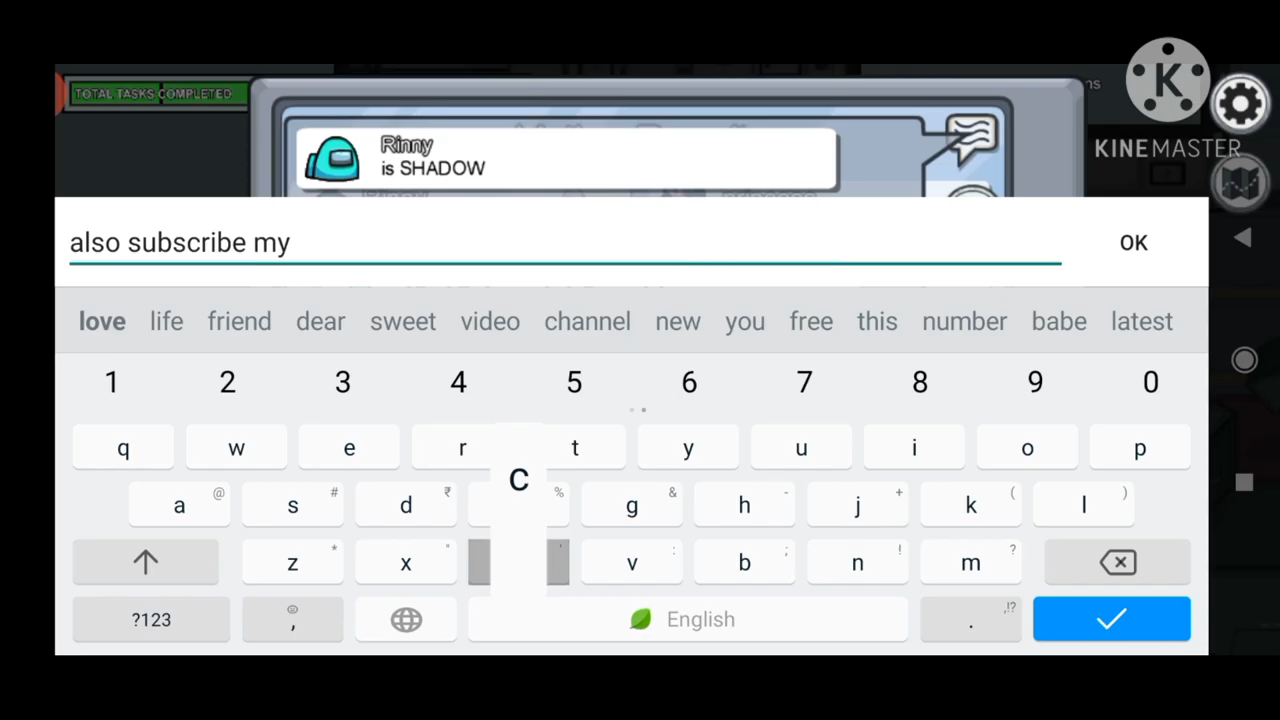 TOTAL TASKS COMPLETED
ns
Rinny
is SHADOW
KINEMASTER
also subscribe my
OK
love life friend dear sweet video channel new you free this number babe latest
1 2 3 4 5 6 7 8 9 0
q w e r t y u i o p
c
a @ s # d ₹ % g & h - j + k ( l )
z * x " ' v : b ; n ! m ?
?123 , English . ,!?
K